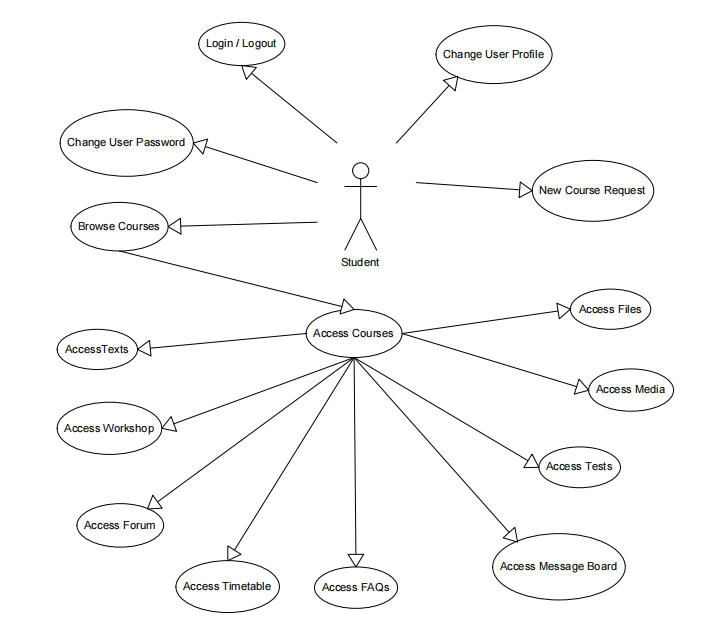 Login / Logout
Change User Profile
Change User Password
New Course Request
Browse Courses
Student
Access Files
Access Courses
AccessTexts
Access Media
Access Workshop
Access Tests
Access Forum
Access Message Board
Access Timetable
Access FAQs